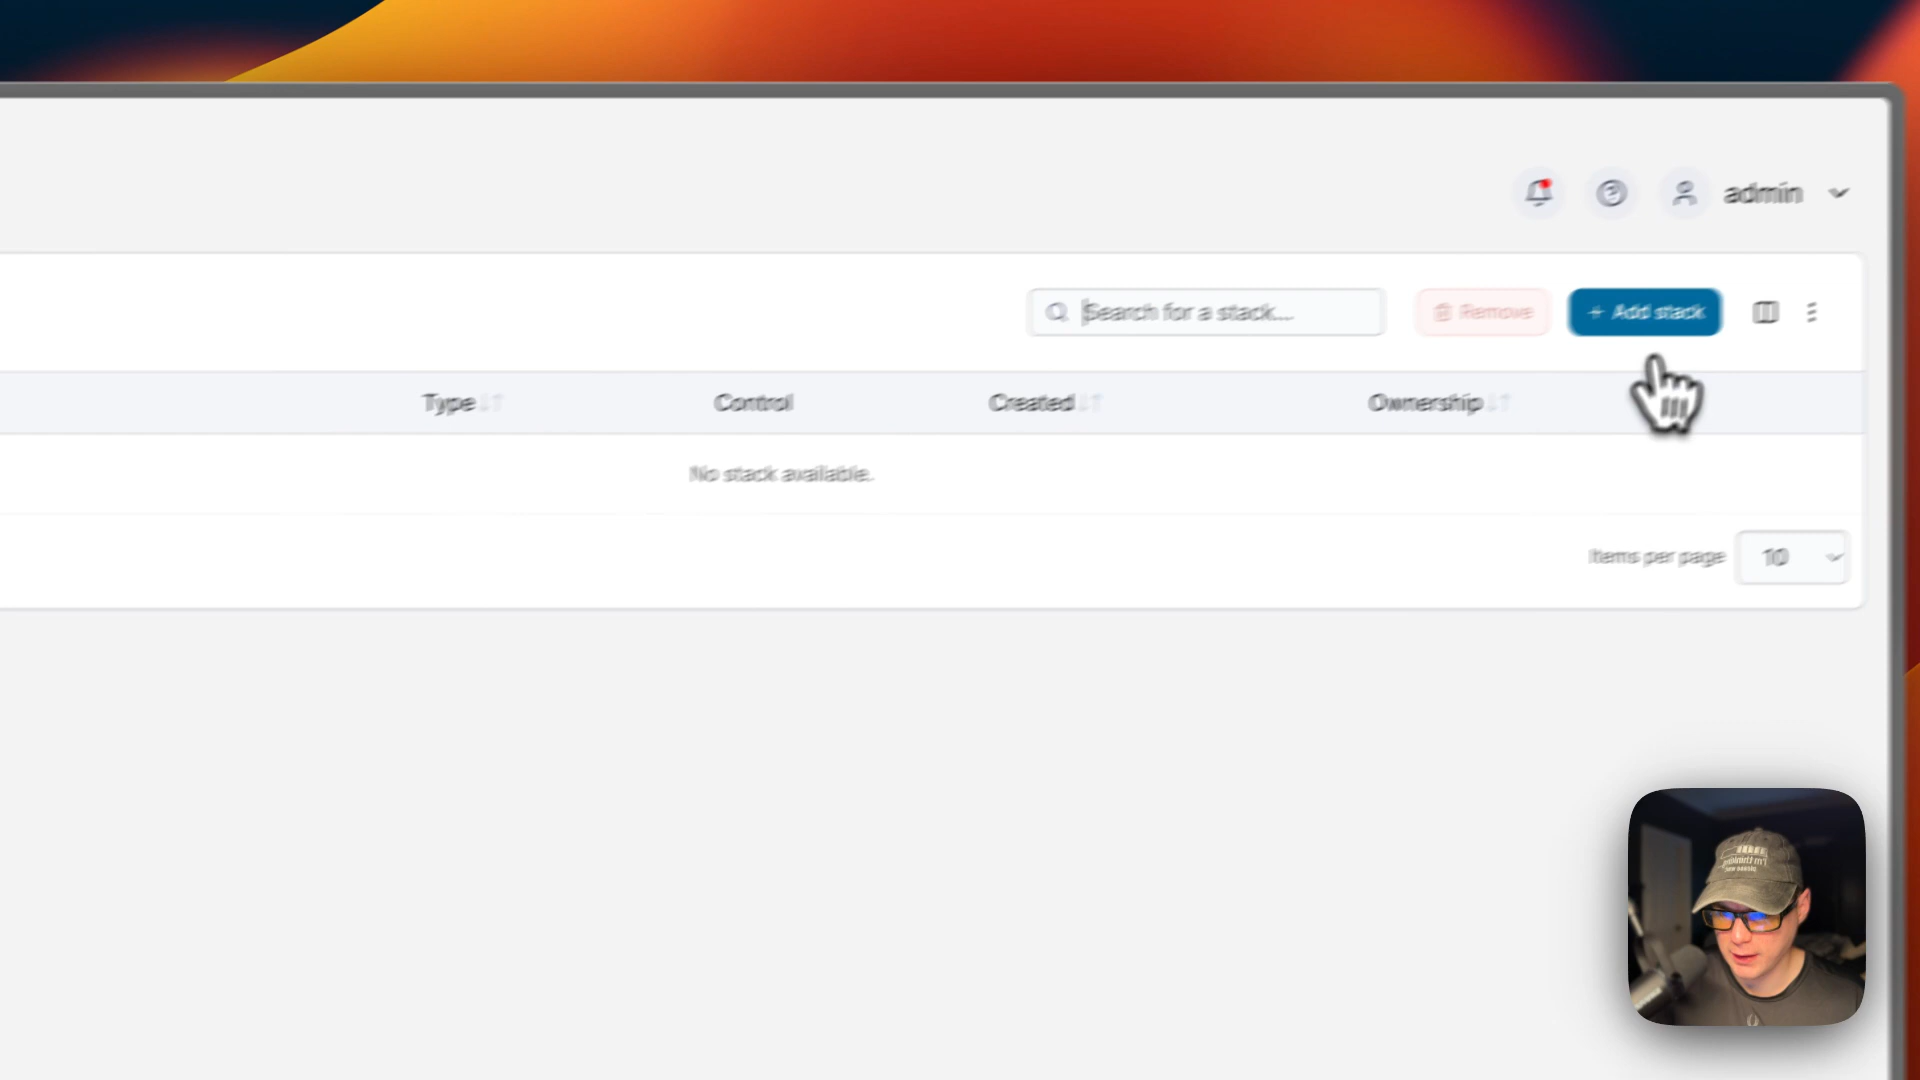 admin
Search for a stack...
Remove
+ Add stack
Type
Control
Created
Ownership
No stack available.
Items per page
10